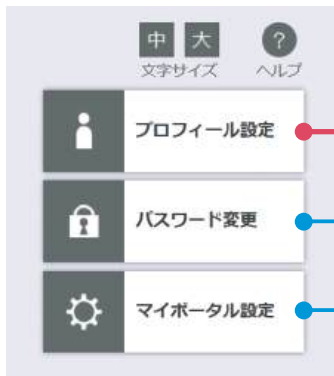 中 大 ?
文字サイズ ヘルプ
プロフィール設定
パスワード変更
マイポータル設定